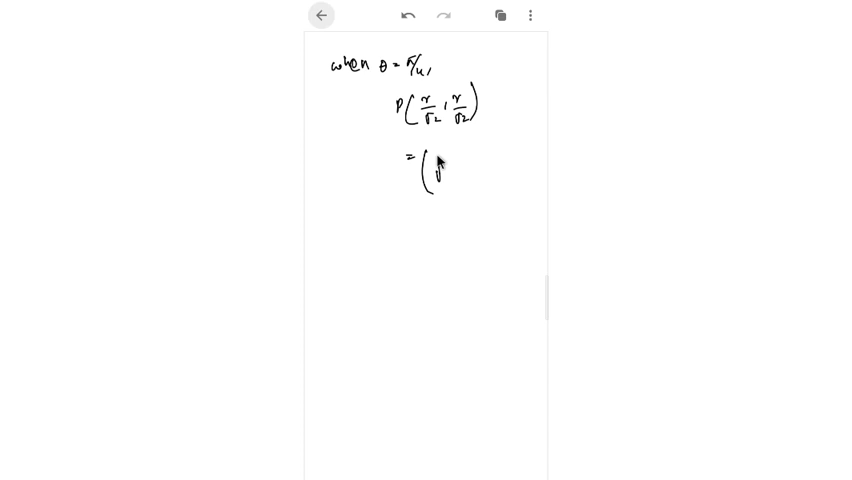 when θ = π/4,
P(r/√2, r/√2)
= (√